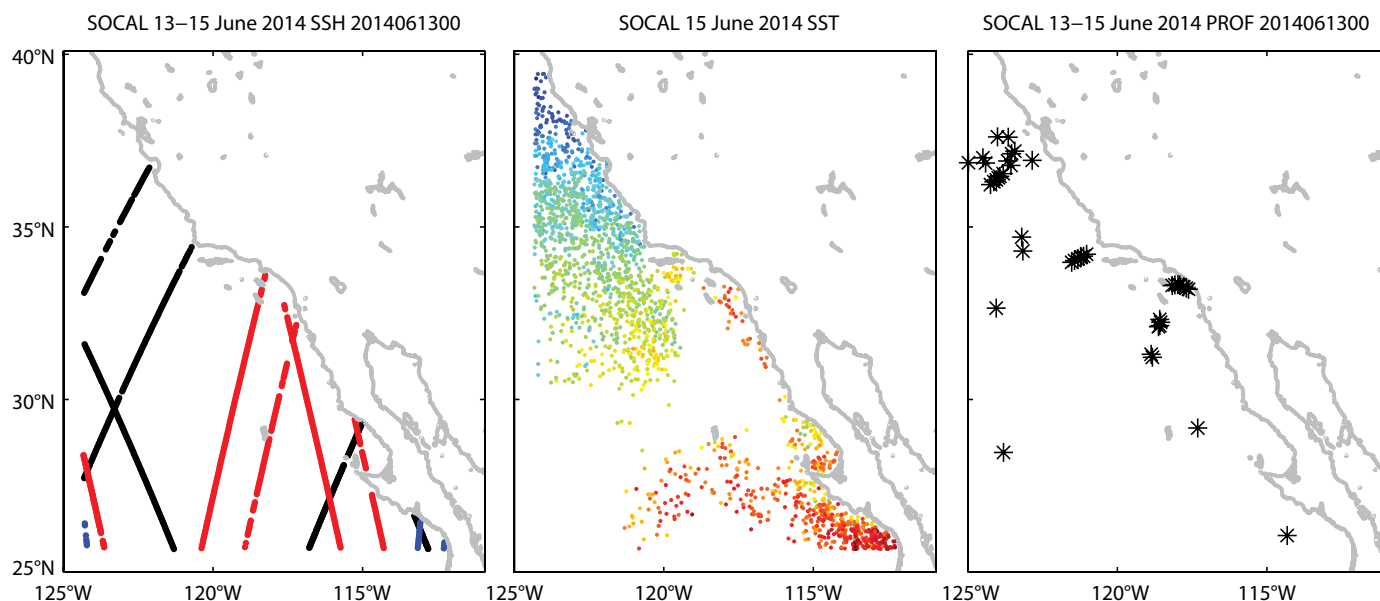 SOCAL 13–15 June 2014 SSH 2014061300
SOCAL 15 June 2014 SST
SOCAL 13–15 June 2014 PROF 2014061300
40°N
35°N
30°N
25°N
125°W 120°W 115°W
125°W 120°W 115°W
125°W 120°W 115°W